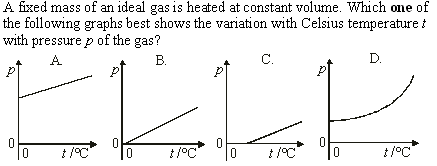 A fixed mass of an ideal gas is heated at constant volume. Which one of
the following graphs best shows the variation with Celsius temperature t
with pressure p of the gas?
A. B. C. D.
p p p p
0 0 0 0
0 t /°C 0 t /°C 0 t /°C 0 t /°C